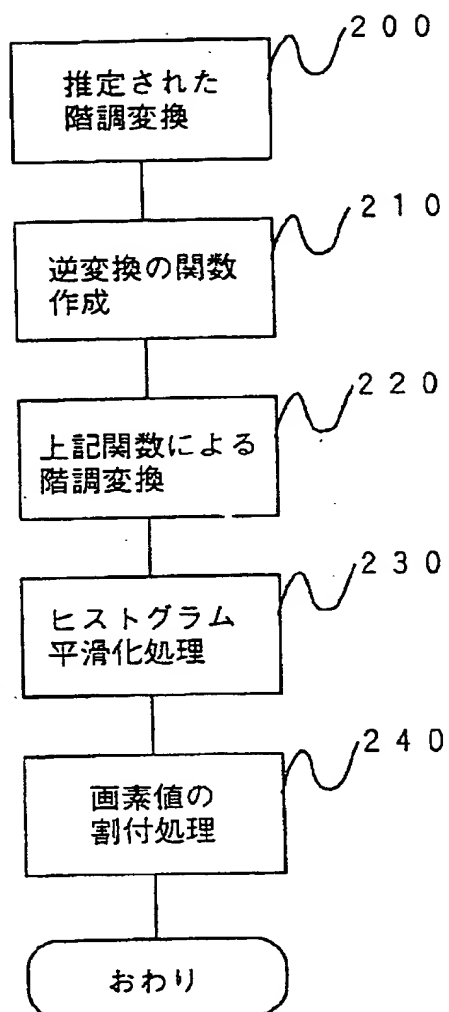 ２００
推定された
階調変換
２１０
逆変換の関数
作成
２２０
上記関数による
階調変換
２３０
ヒストグラム
平滑化処理
２４０
画素値の
割付処理
おわり